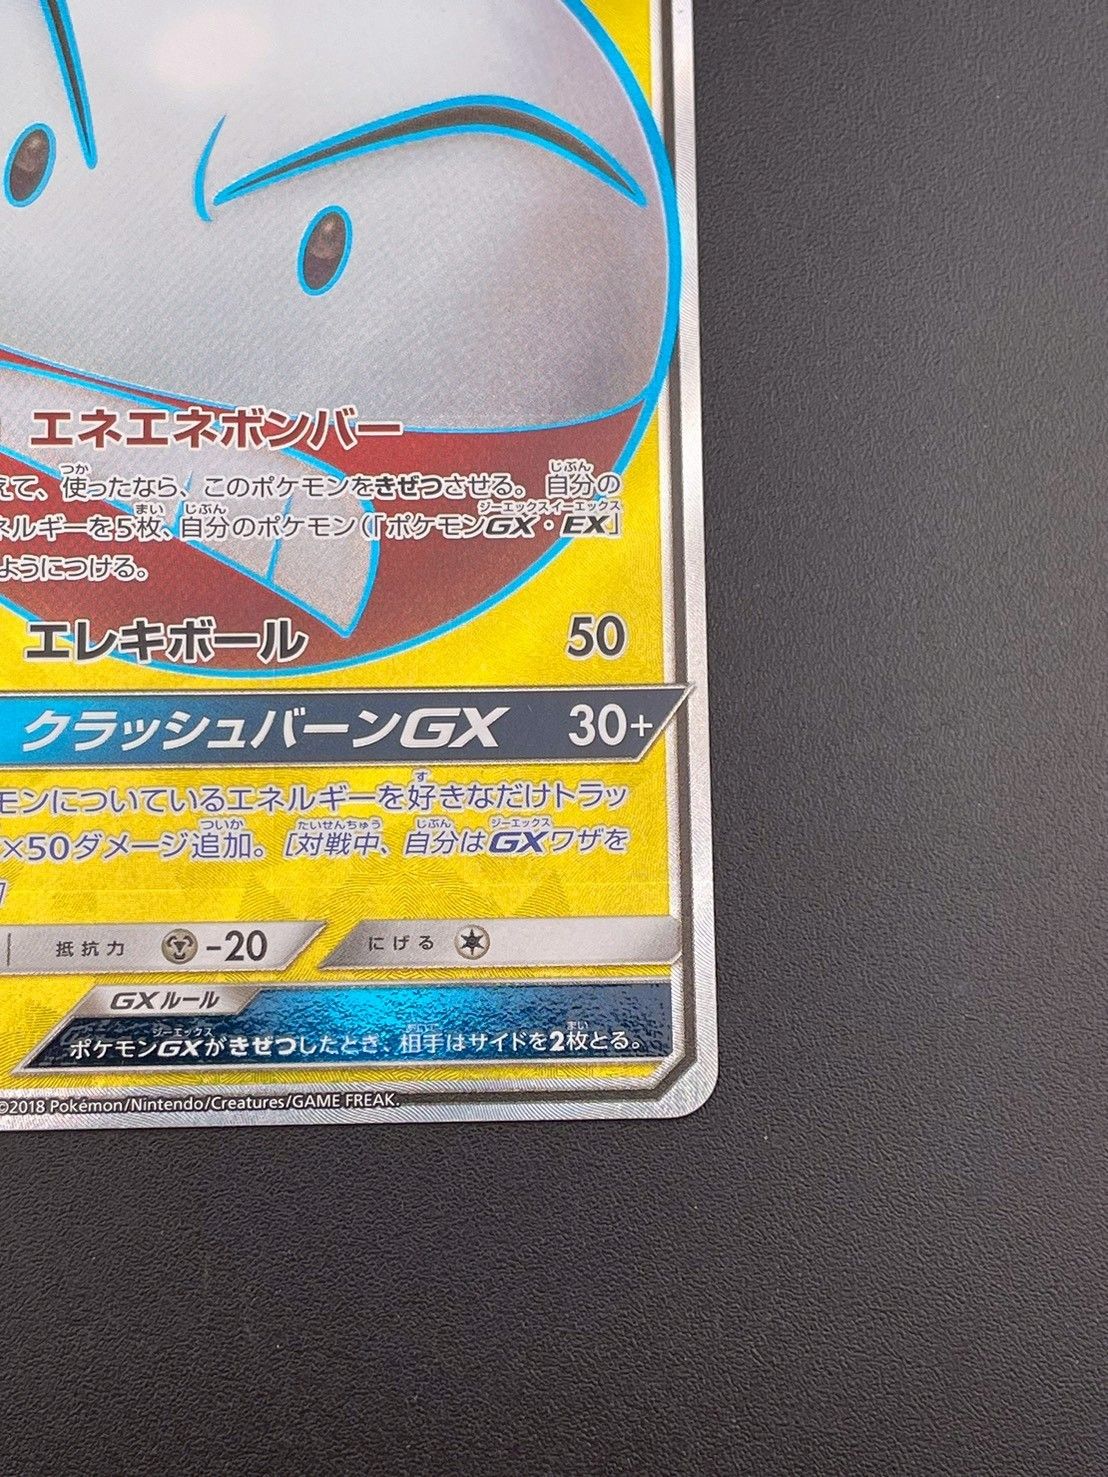 エネエネボンバー
えて、使ったなら、このポケモンをきぜつさせる。自分の
ネルギーを5枚、自分のポケモン(「ポケモンGX・EX」
ようにつける。
エレキボール 50
クラッシュバーンGX 30+
モンについているエネルギーを好きなだけトラッ
×50ダメージ追加。[対戦中、自分はGXワザを
抵抗力 -20 にげる
GXルール
ポケモンGXがきぜつしたとき、相手はサイドを2枚とる。
©2018 Pokémon/Nintendo/Creatures/GAME FREAK.